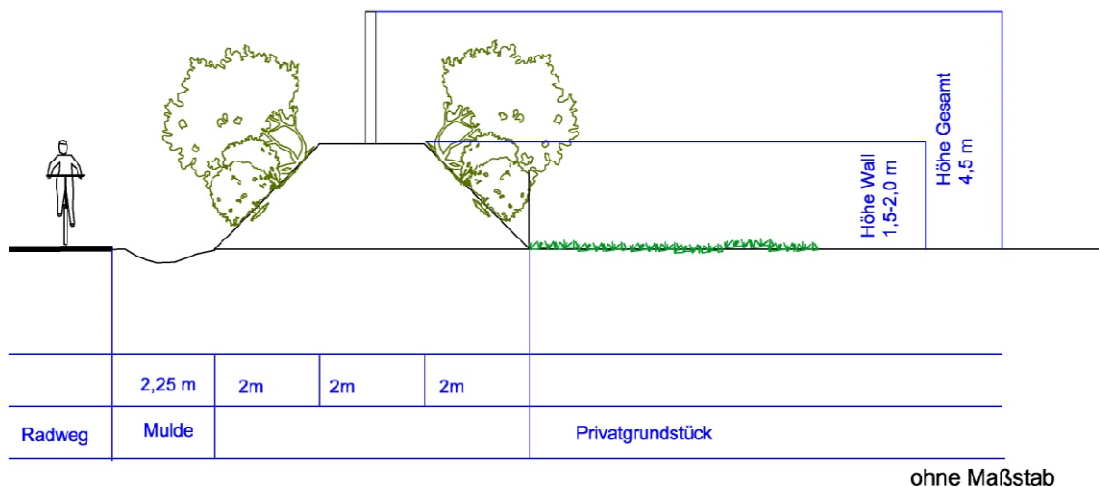 Höhe Wall
1,5-2,0 m
Höhe Gesamt
4,5 m
2,25 m
2m
2m
2m
Radweg
Mulde
Privatgrundstück
ohne Maßstab